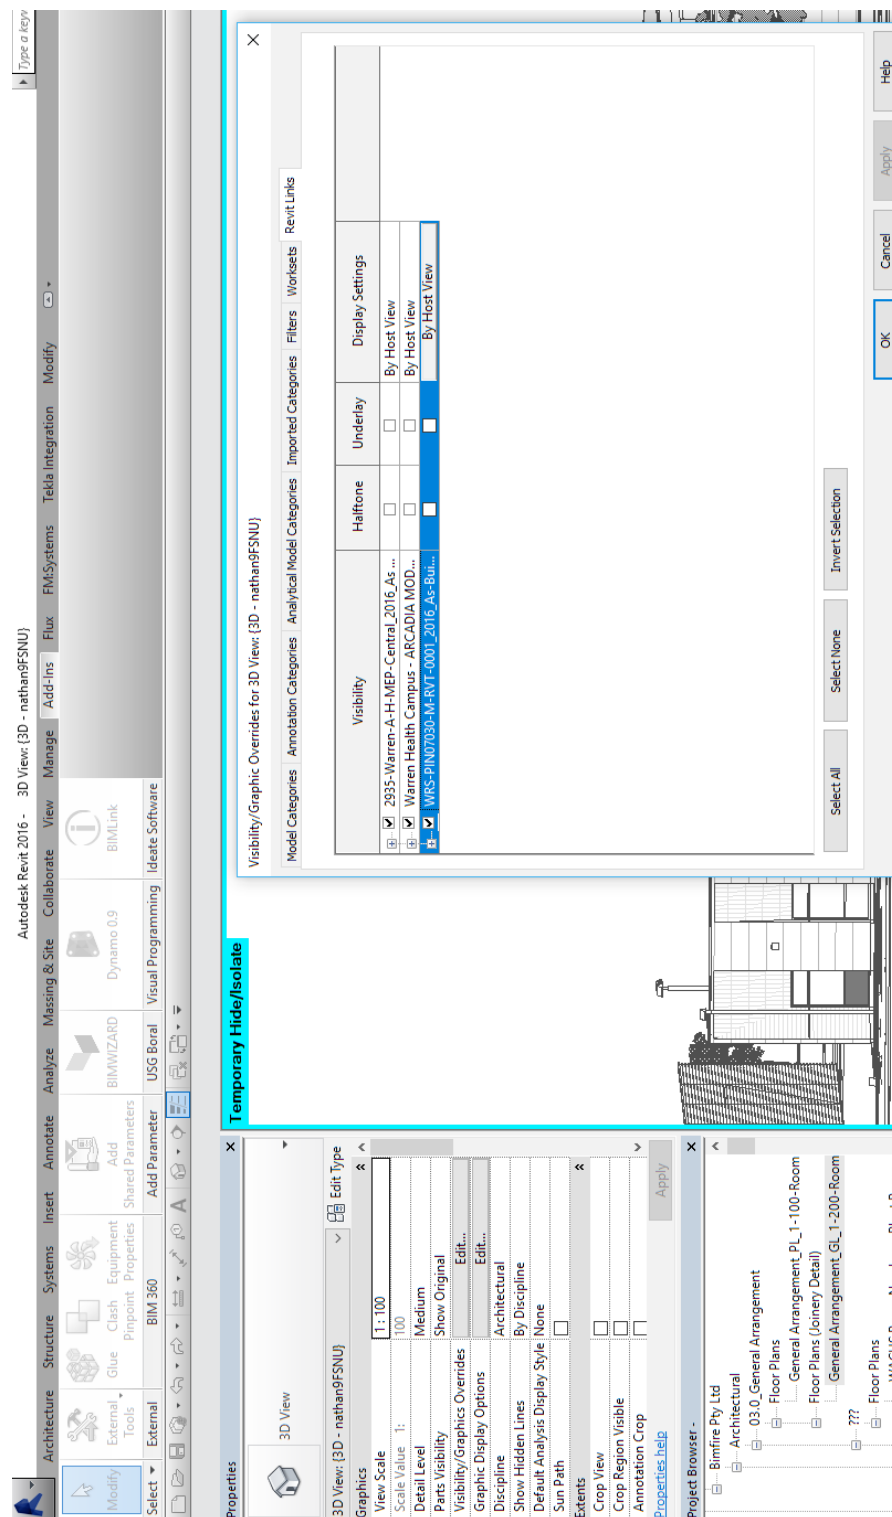 Autodesk Revit 2016 -    3D View: {3D - nathan9FSNU}
Type a keyw
Architecture Structure Systems Insert Annotate Analyze Massing & Site Collaborate View Manage Add-Ins Flux FM:Systems Tekla Integration Modify
Modify
External Tools
Glue
Clash Pinpoint
Equipment Properties
Add Shared Parameters
BIMWIZARD
Dynamo 0.9
BIMLink
Select External BIM 360 Add Parameter USG Boral Visual Programming Ideate Software
Properties
3D View
3D View: {3D - nathan9FSNU}
Edit Type
Graphics
View Scale 1 : 100
Scale Value 1: 100
Detail Level Medium
Parts Visibility Show Original
Visibility/Graphics Overrides Edit...
Graphic Display Options Edit...
Discipline Architectural
Show Hidden Lines By Discipline
Default Analysis Display Style None
Sun Path
Extents
Crop View
Crop Region Visible
Annotation Crop
Properties help
Apply
Project Browser -
Bimfire Pty Ltd
Architectural
03.0_General Arrangement
Floor Plans
General Arrangement_PL_1-100-Room
Floor Plans (Joinery Detail)
General Arrangement_GL_1-200-Room
???
Floor Plans
Temporary Hide/Isolate
Visibility/Graphic Overrides for 3D View: {3D - nathan9FSNU}
Model Categories Annotation Categories Analytical Model Categories Imported Categories Filters Worksets Revit Links
Visibility Halftone Underlay Display Settings
2935-Warren-A-H-MEP-Central_2016_As ... By Host View
Warren Health Campus - ARCADIA MOD... By Host View
WRS-PIN07030-M-RVT-0001_2016_As-Bui... By Host View
Select All Select None Invert Selection
OK Cancel Apply Help